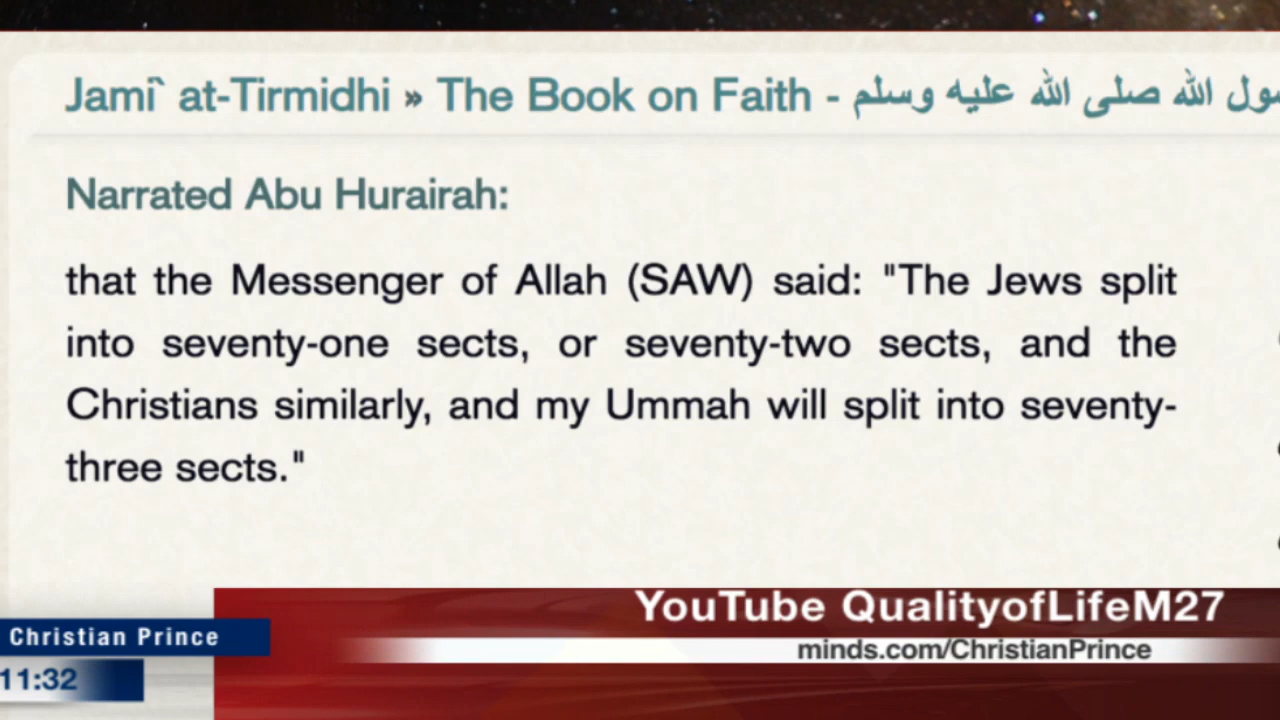 Jami` at-Tirmidhi » The Book on Faith - سول الله صلى الله عليه وسلم
Narrated Abu Hurairah:
that the Messenger of Allah (SAW) said: "The Jews split
into seventy-one sects, or seventy-two sects, and the
Christians similarly, and my Ummah will split into seventy-
three sects."
YouTube QualityofLifeM27
Christian Prince
minds.com/ChristianPrince
11:32